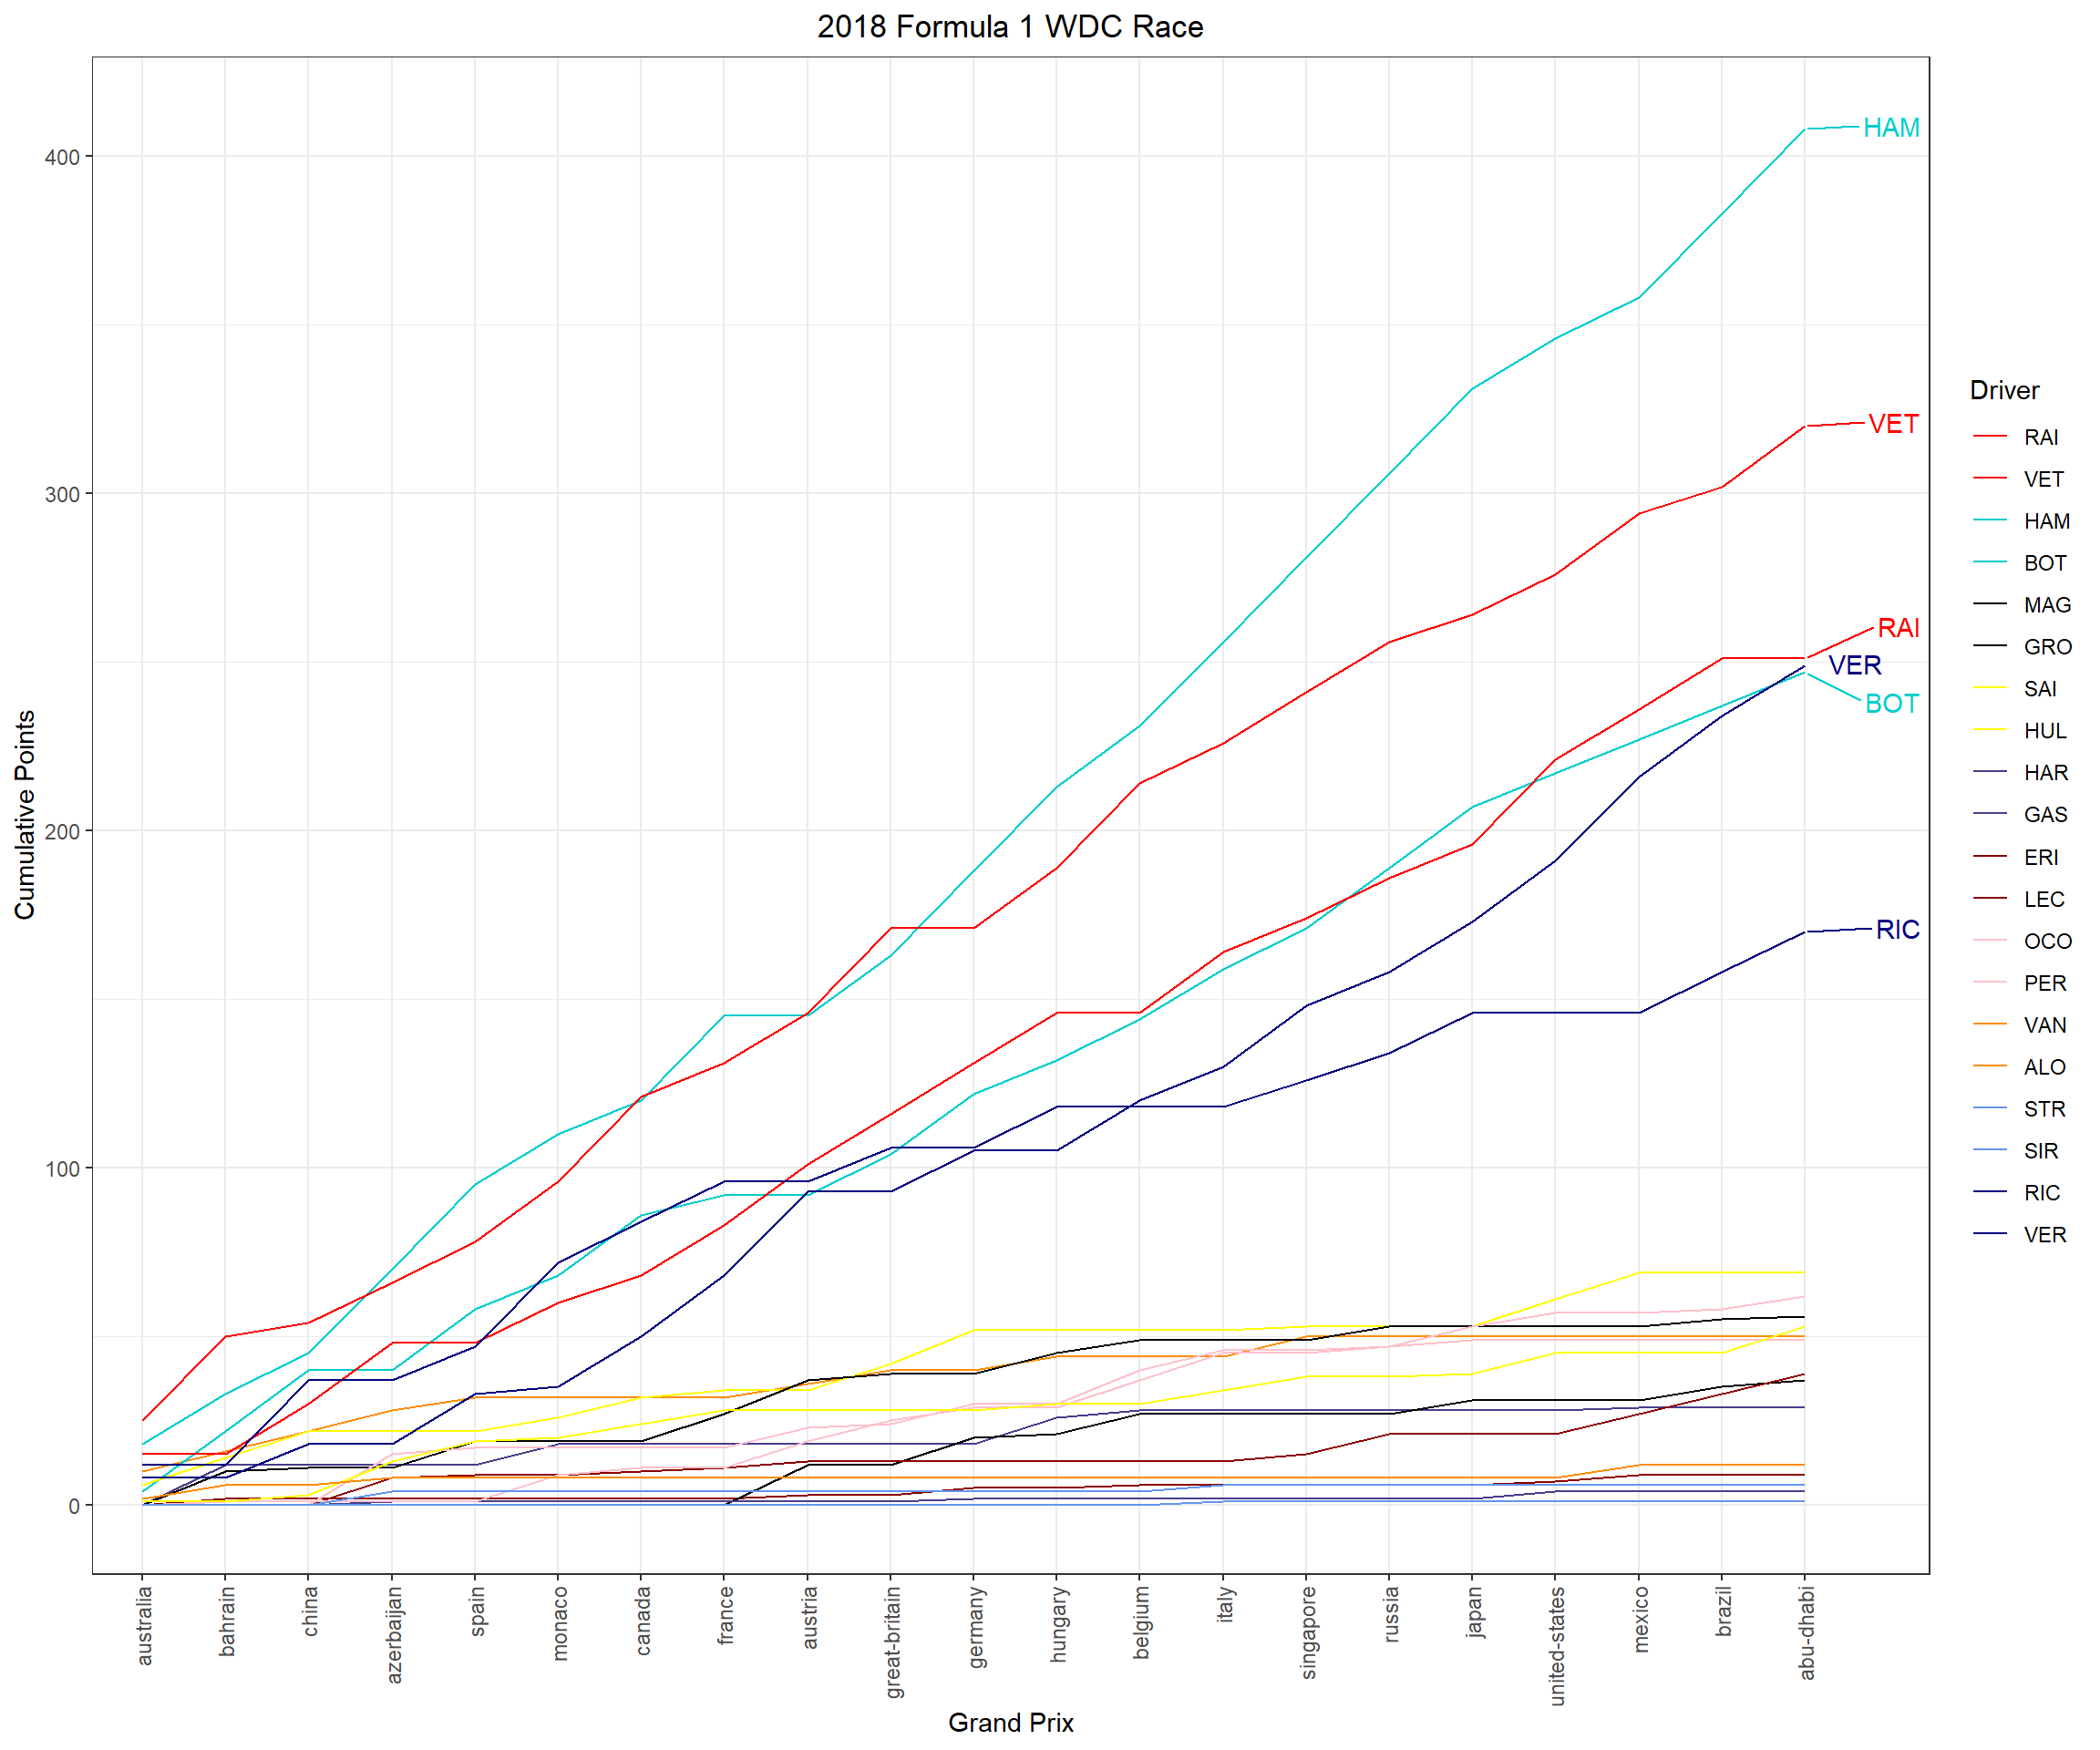 2018 Formula 1 WDC Race
Cumulative Points
400
300
200
100
0
HAM
VET
RAI
VER
BOT
RIC
australia
bahrain
china
azerbaijan
spain
monaco
canada
france
austria
great-britain
germany
hungary
belgium
italy
singapore
russia
japan
united-states
mexico
brazil
abu-dhabi
Grand Prix
Driver
RAI
VET
HAM
BOT
MAG
GRO
SAI
HUL
HAR
GAS
ERI
LEC
OCO
PER
VAN
ALO
STR
SIR
RIC
VER